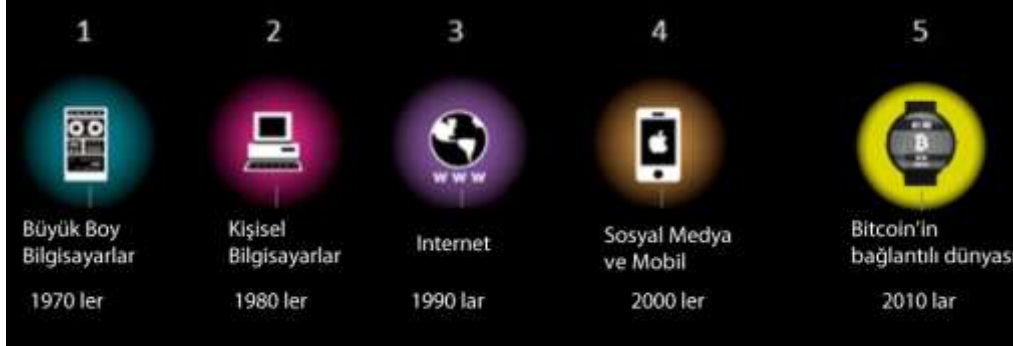 1 2 3 4 5
W W W
Büyük Boy
Bilgisayarlar
1970 ler
Kişisel
Bilgisayarlar
1980 ler
Internet
1990 lar
Sosyal Medya
ve Mobil
2000 ler
Bitcoin'in
bağlantılı dünyas
2010 lar